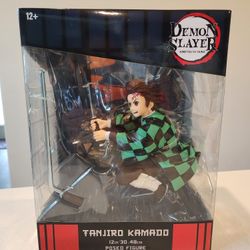 12+
DEMON
SLAYER
TANJIRO KAMADO
12IN 30.48CM
POSED FIGURE